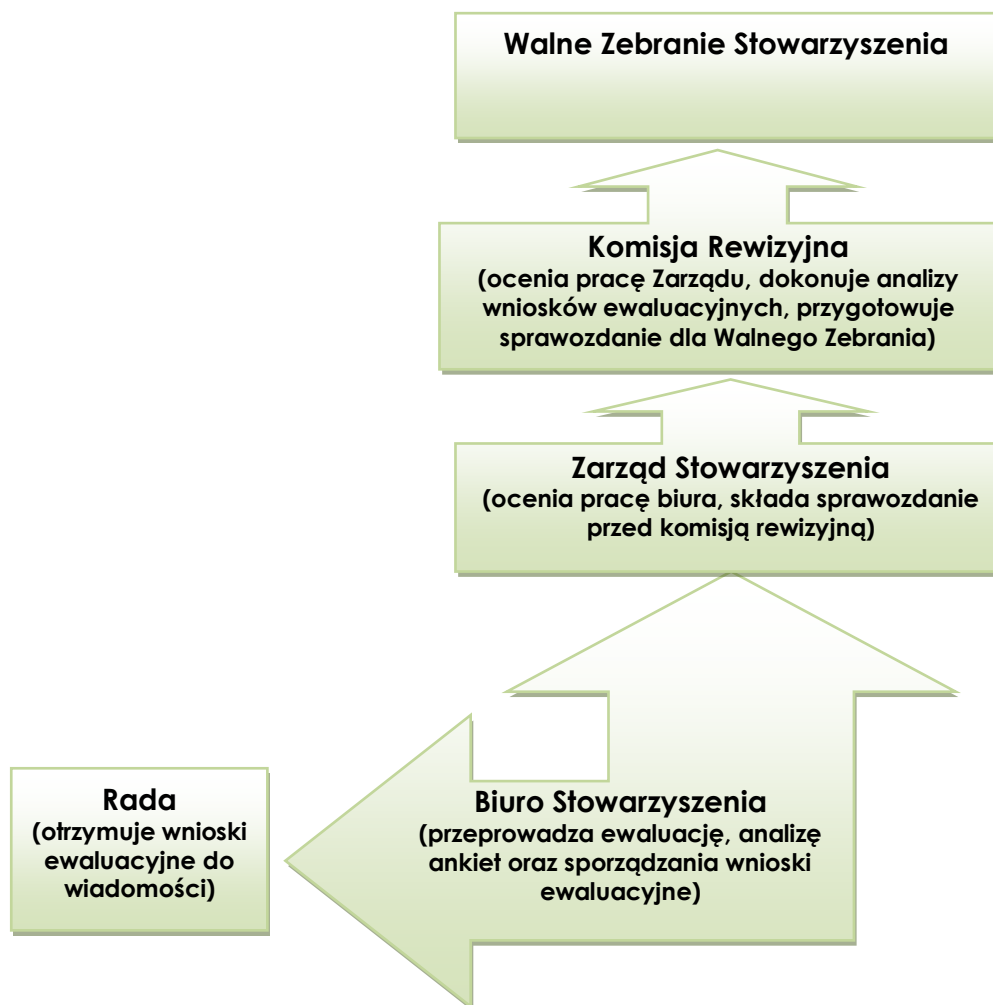 Walne Zebranie Stowarzyszenia
Komisja Rewizyjna
(ocenia pracę Zarządu, dokonuje analizy
wniosków ewaluacyjnych, przygotowuje
sprawozdanie dla Walnego Zebrania)
Zarząd Stowarzyszenia
(ocenia pracę biura, składa sprawozdanie
przed komisją rewizyjną)
Rada
(otrzymuje wnioski
ewaluacyjne do
wiadomości)
Biuro Stowarzyszenia
(przeprowadza ewaluację, analizę
ankiet oraz sporządzania wnioski
ewaluacyjne)